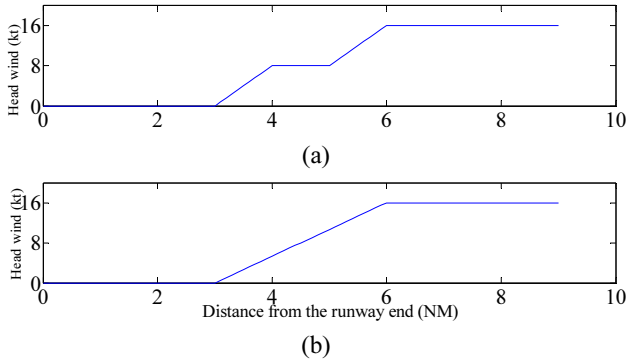 Head wind (kt)
16
8
0
0 2 4 6 8 10
(a)
Head wind (kt)
16
8
0
0 2 4 6 8 10
Distance from the runway end (NM)
(b)